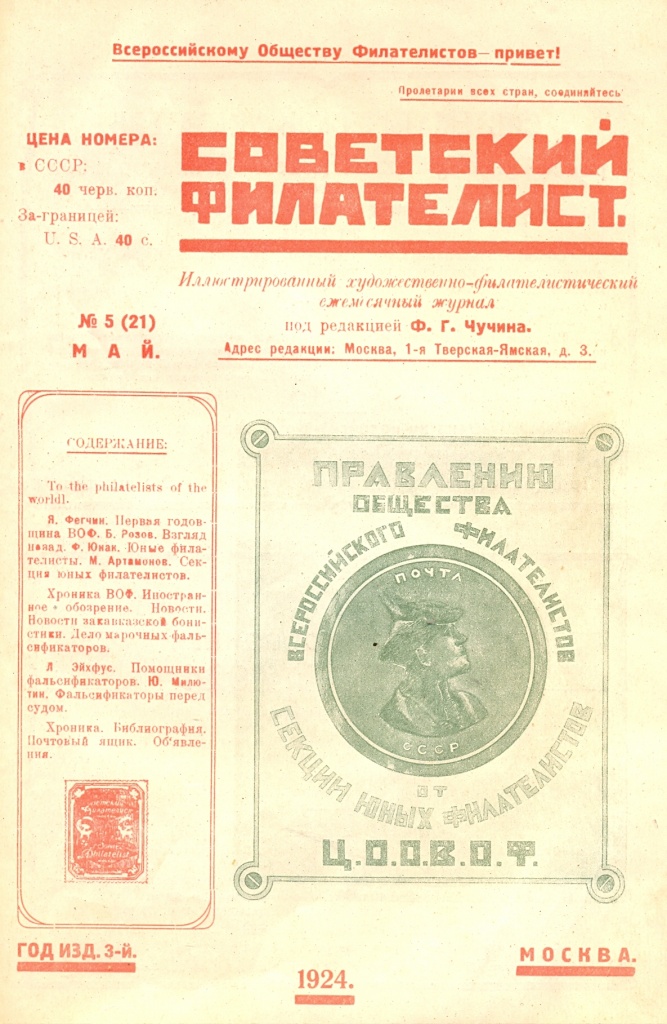 Всероссийскому Обществу Филателистов—привет!
Пролетарии всех стран, соединяйтесь
ЦЕНА НОМЕРА:
в СССР:
40 черв. коп.
За-границей:
U. S. A. 40 c.
СОВЕТСКИЙ
ФИЛАТЕЛИСТ.
Иллюстрированный художественно-филателистический
ежемесячный журнал
под редакцией Ф. Г. Чучина.
Адрес редакции: Москва, 1-я Тверская-Ямская, д. 3.
№ 5 (21)
МАЙ.
СОДЕРЖАНИЕ:
To the philatelists of the
world!.
Я. Фегчин. Первая годов-
щина ВОФ. Б. Розов. Взгляд
назад. Ф. Юнак. Юные фила-
телисты. М. Артамонов. Сек-
ция юных филателистов.
Хроника ВОФ. Иностран-
ное обозрение. Новости.
Новости закавказской бони-
стики. Дело марочных фаль-
сификаторов.
Л Эйхфус. Помощники
фальсификаторов. Ю. Милю-
тин. Фальсификаторы перед
судом.
Хроника. Библиография.
Почтовый ящик. Об'явле-
ния.
Philatelist
ПРАВЛЕНИЮ
ОБЩЕСТВА
ВСЕРОССИЙСКОГО ФИЛАТЕЛИСТОВ
ПОЧТА
СССР
ОТ
СЕКЦИИ ЮНЫХ ФИЛАТЕЛИСТОВ
Ц.О.О.В.О.Ф.
ГОД ИЗД. 3-й.
1924.
МОСКВА.